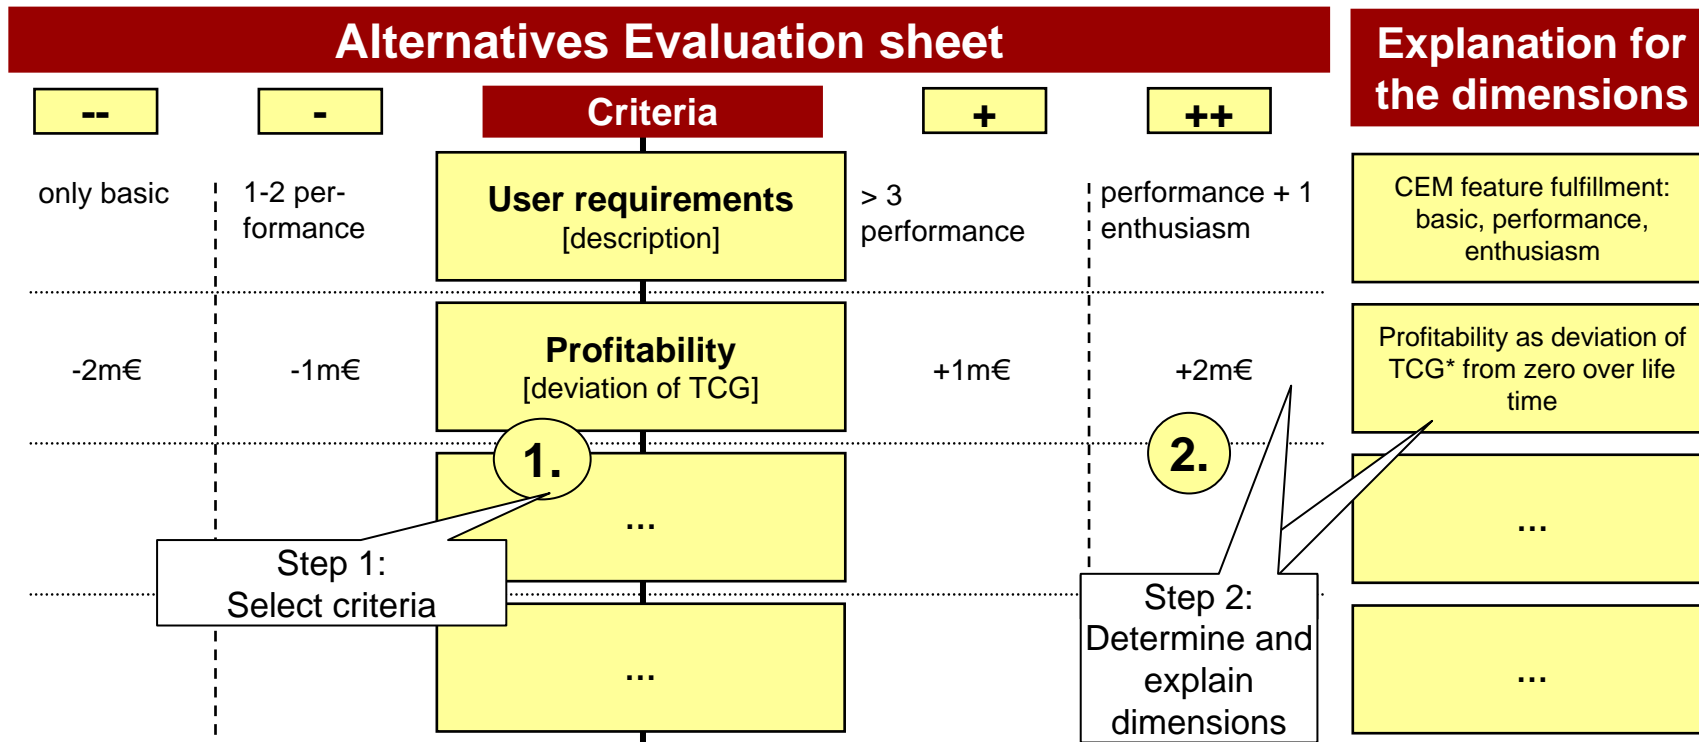 Alternatives Evaluation sheet
Explanation for
the dimensions
--
-
Criteria
+
++
only basic
1-2 per-
formance
User requirements
[description]
> 3
performance
performance + 1
enthusiasm
CEM feature fulfillment:
basic, performance,
enthusiasm
-2m€
-1m€
Profitability
[deviation of TCG]
+1m€
+2m€
Profitability as deviation of
TCG* from zero over life
time
1.
2.
...
...
Step 1:
Select criteria
Step 2:
Determine and
explain
dimensions
...
...